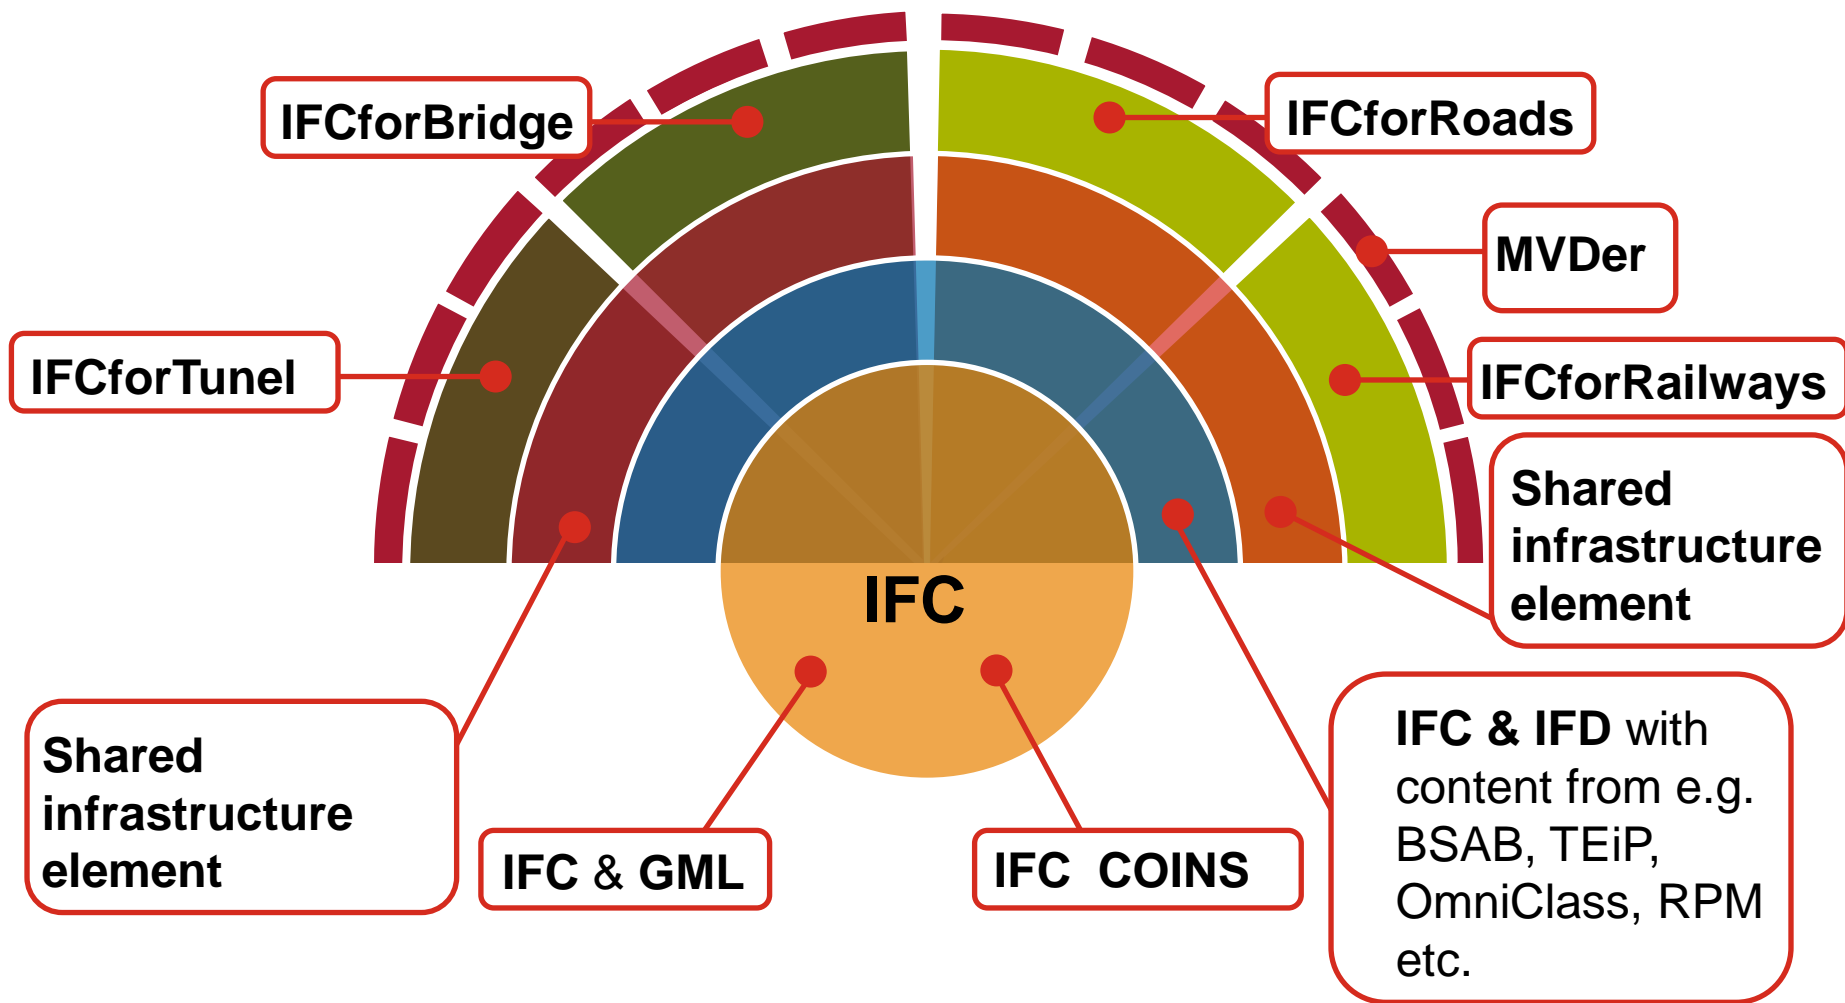 IFCforBridge
IFCforRoads
MVDer
IFCforTunel
IFCforRailways
Shared
infrastructure
element
IFC
Shared
infrastructure
element
IFC & GML
IFC COINS
IFC & IFD with
content from e.g.
BSAB, TEiP,
OmniClass, RPM
etc.